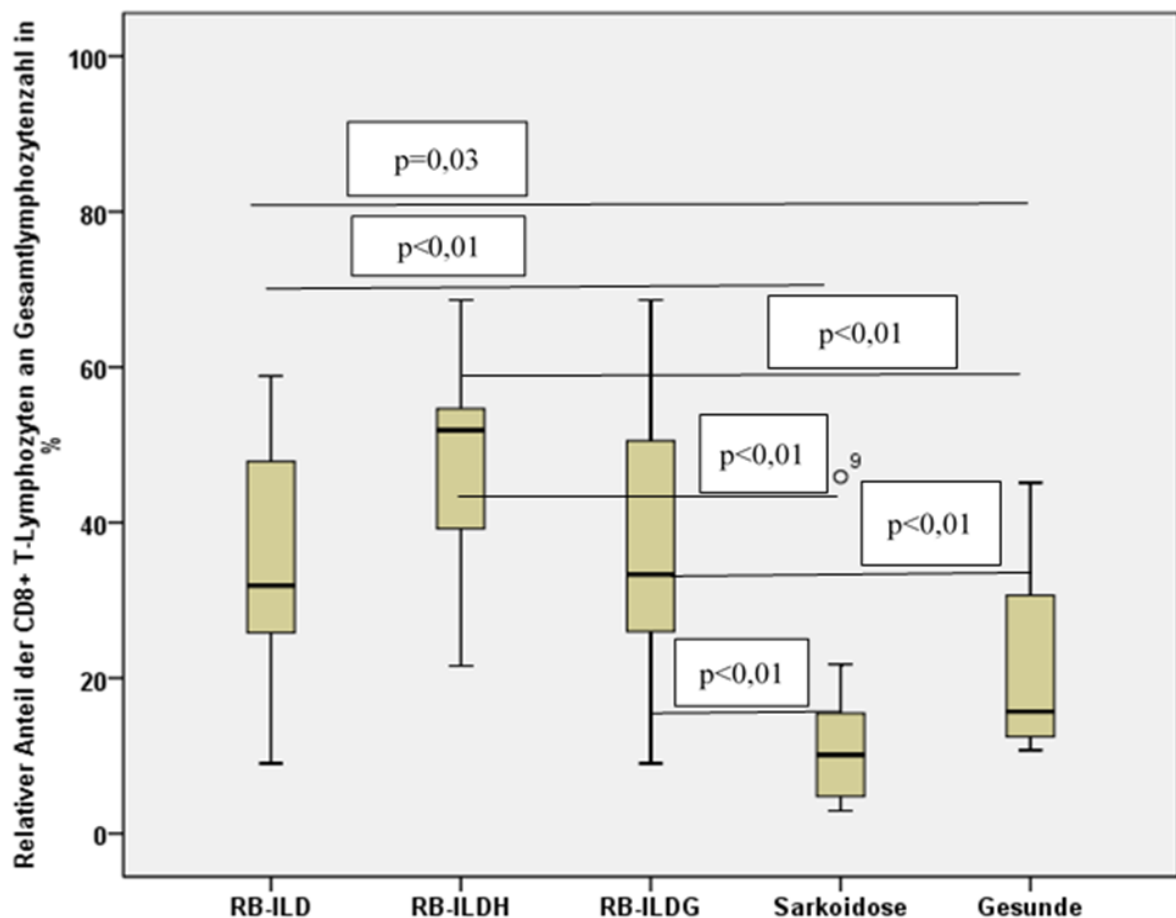 Relativer Anteil der CD8+ T-Lymphozyten an Gesamtlymphozytenzahl in
%
100
80
60
40
20
0
p=0,03
p<0,01
p<0,01
p<0,01
9
p<0,01
p<0,01
RB-ILD RB-ILDH RB-ILDG Sarkoidose Gesunde